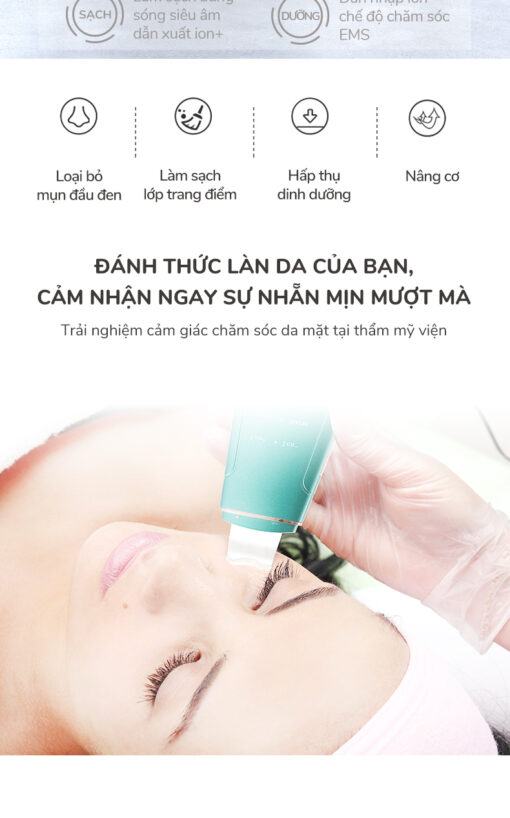 SẠCH
sóng siêu âm
dẫn xuất ion+
DƯỠNG
chế độ chăm sóc
EMS
Loại bỏ
mụn đầu đen
Làm sạch
lớp trang điểm
Hấp thụ
dinh dưỡng
Nâng cơ
ĐÁNH THỨC LÀN DA CỦA BẠN,
CẢM NHẬN NGAY SỰ NHẴN MỊN MƯỢT MÀ
Trải nghiệm cảm giác chăm sóc da mặt tại thẩm mỹ viện